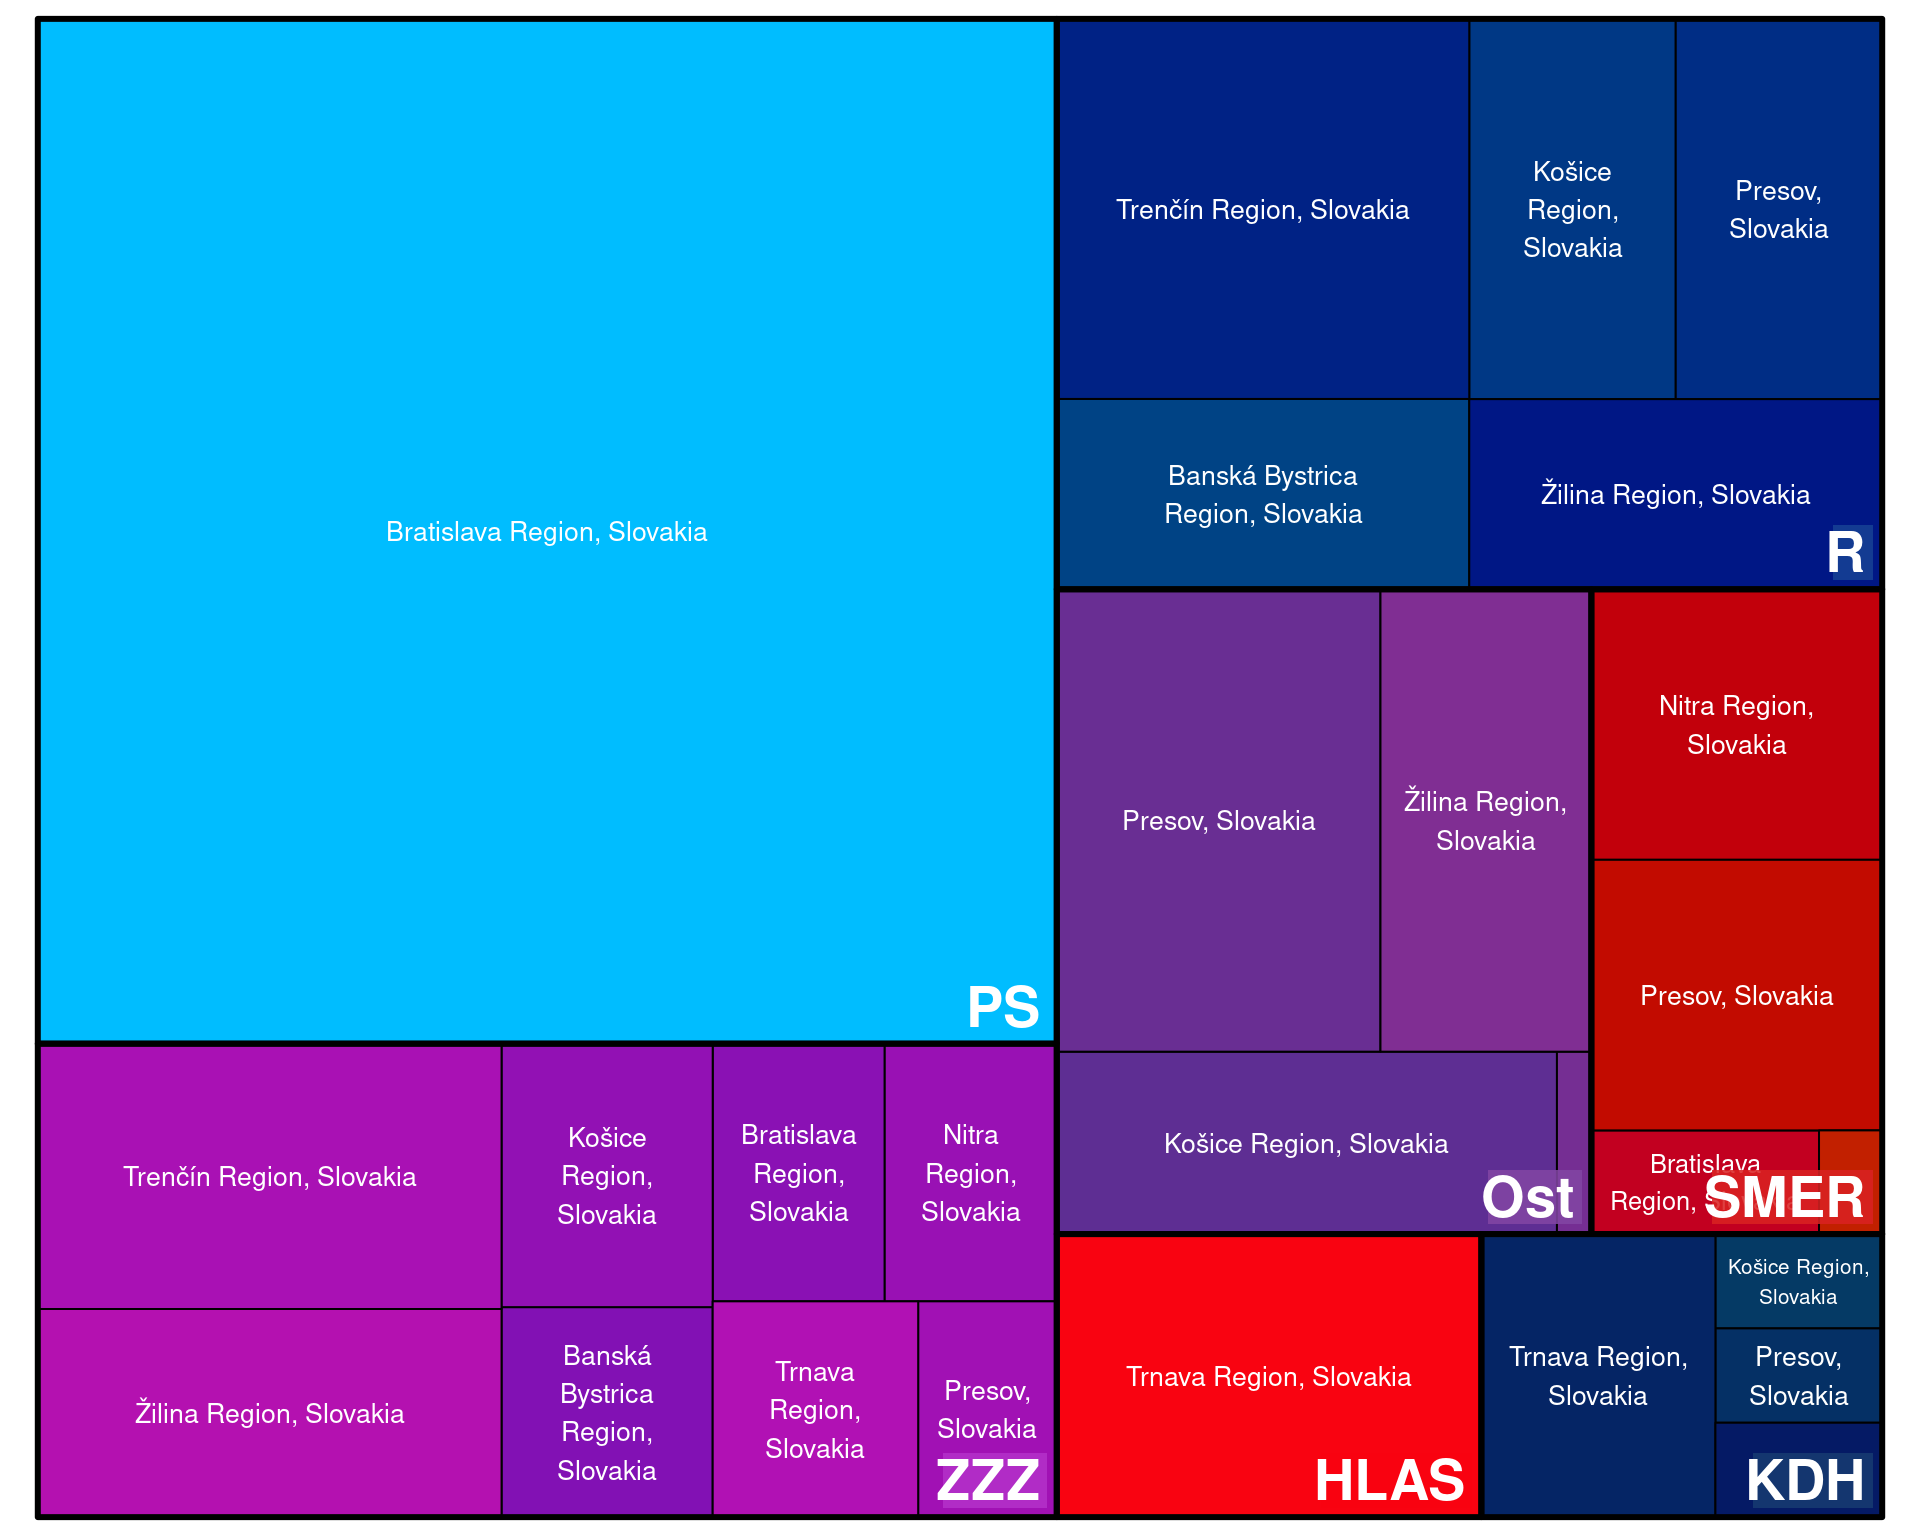 Bratislava Region, Slovakia
PS
Trenčín Region, Slovakia
Košice
Region,
Slovakia
Presov,
Slovakia
Banská Bystrica
Region, Slovakia
Žilina Region, Slovakia
R
Presov, Slovakia
Žilina Region,
Slovakia
Košice Region, Slovakia
Ost
Nitra Region,
Slovakia
Presov, Slovakia
Bratislava
Region,
SMER
Trenčín Region, Slovakia
Žilina Region, Slovakia
Košice
Region,
Slovakia
Banská
Bystrica
Region,
Slovakia
Bratislava
Region,
Slovakia
Nitra
Region,
Slovakia
Trnava
Region,
Slovakia
Presov,
Slovakia
ZZZ
Trnava Region, Slovakia
HLAS
Trnava Region,
Slovakia
Košice Region,
Slovakia
Presov,
Slovakia
KDH